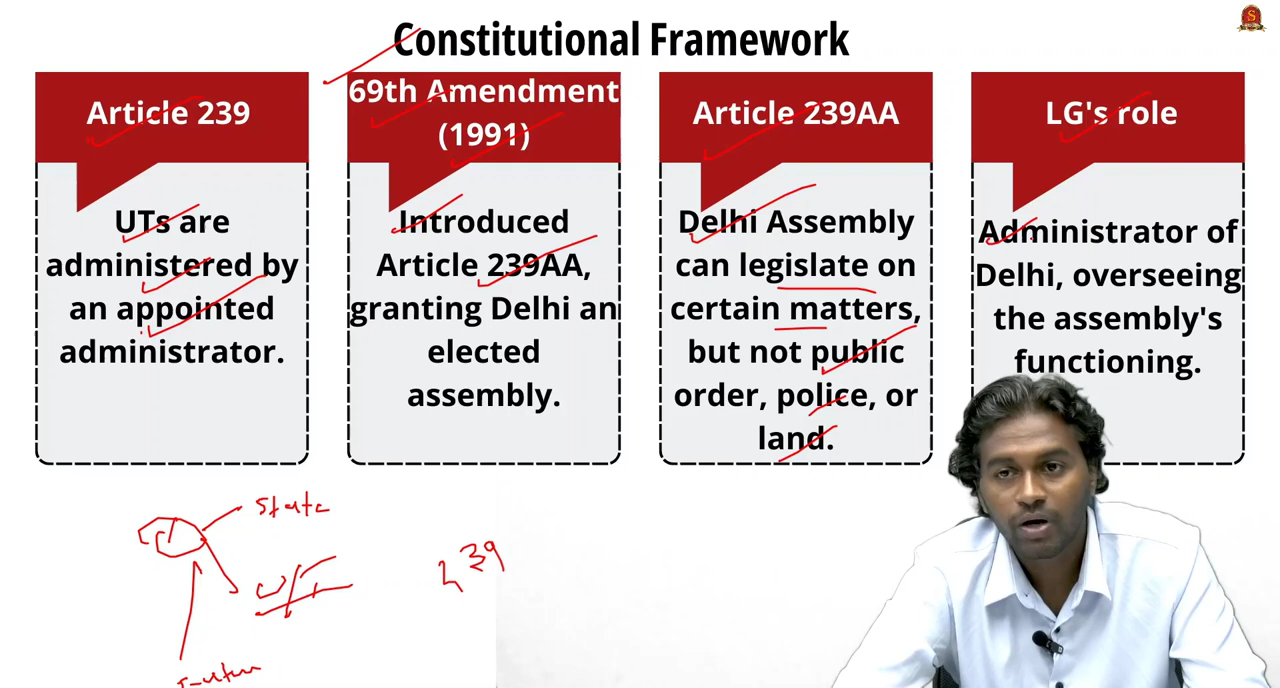 Constitutional Framework
Article 239
UTs are
administered by
an appointed
administrator.
69th Amendment
(1991)
Introduced
Article 239AA,
granting Delhi an
elected
assembly.
Article 239AA
Delhi Assembly
can legislate on
certain matters,
but not public
order, police, or
land.
LG's role
Administrator of
Delhi, overseeing
the assembly's
functioning.
State
239